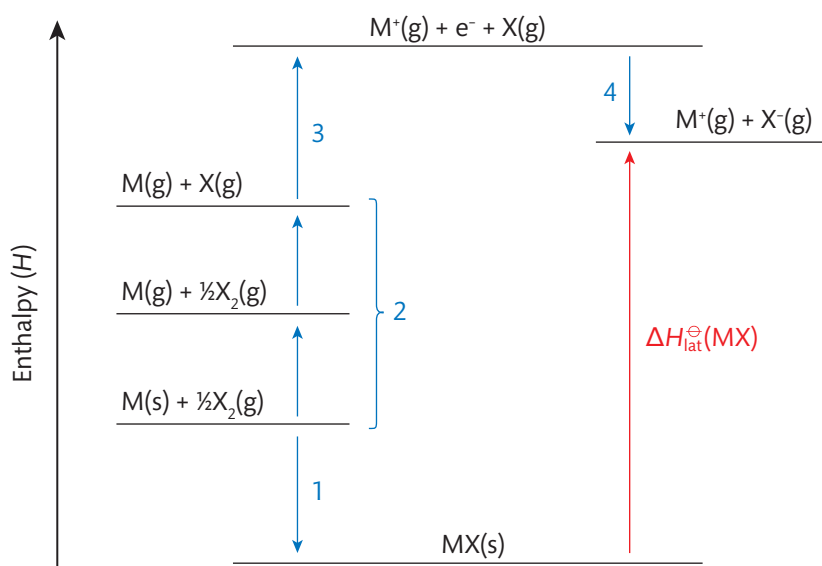 M⁺(g) + e⁻ + X(g)
4
M⁺(g) + X⁻(g)
3
M(g) + X(g)
M(g) + ½X₂(g)
2
Enthalpy (H)
ΔH⦵lat(MX)
M(s) + ½X₂(g)
1
MX(s)